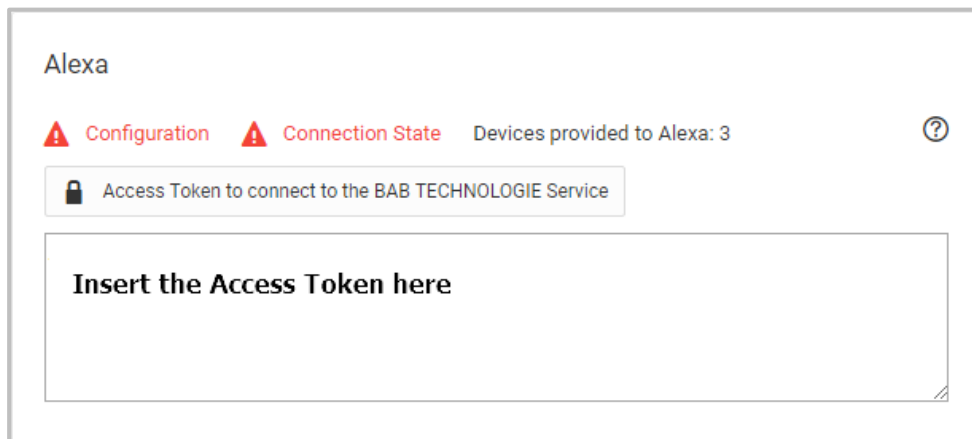 Alexa
Configuration Connection State Devices provided to Alexa: 3
Access Token to connect to the BAB TECHNOLOGIE Service
Insert the Access Token here